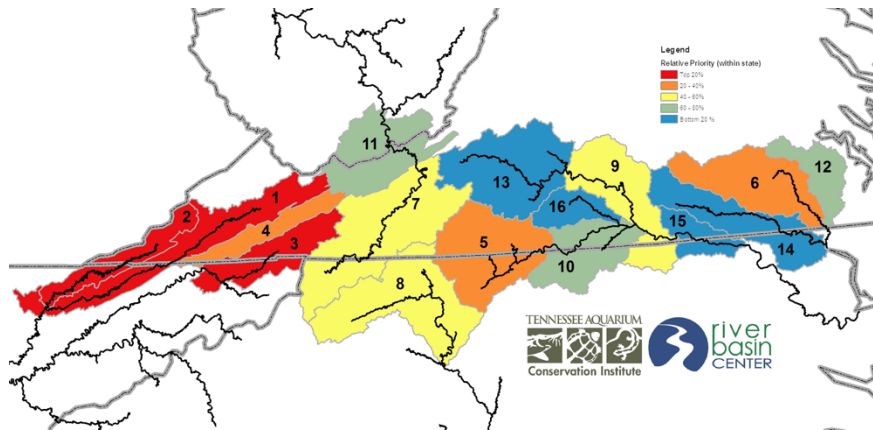 Legend
Relative Priority (within state)
Top 20%
20 - 40%
40 - 60%
60 - 80%
Bottom 20 %
11
12
9
13
6
1
2
7
16
4
15
3
5
14
10
8
TENNESSEE AQUARIUM
Conservation Institute
river
basin
CENTER